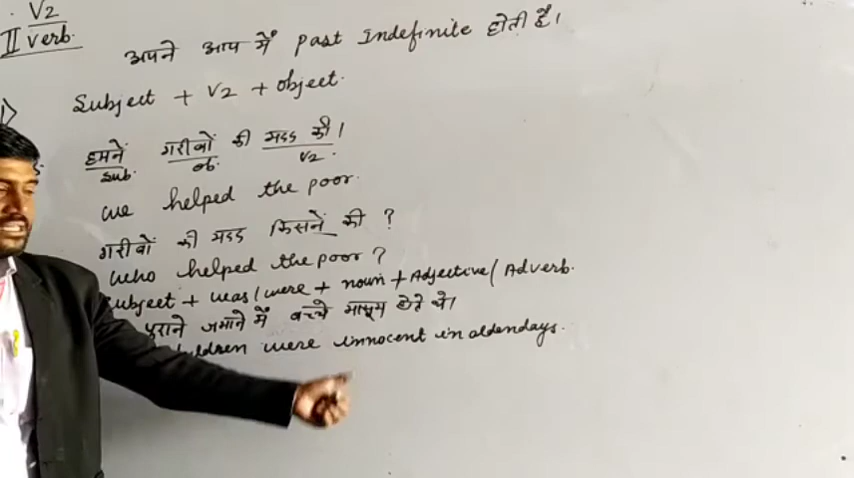 V2
II verb.
अपने आप में Past Indefinite होती है।
Subject + V2 + object.
हमनें गरीबों की मदद की।
sub. ob. V2.
we helped the poor.
गरीबों की मदद किसनें की ?
who helped the poor ?
Subject + was/were + noun + Adjective/ Adverb.
पुराने जमाने में बच्चे मासूम होते थे।
children were innocent in oldendays.